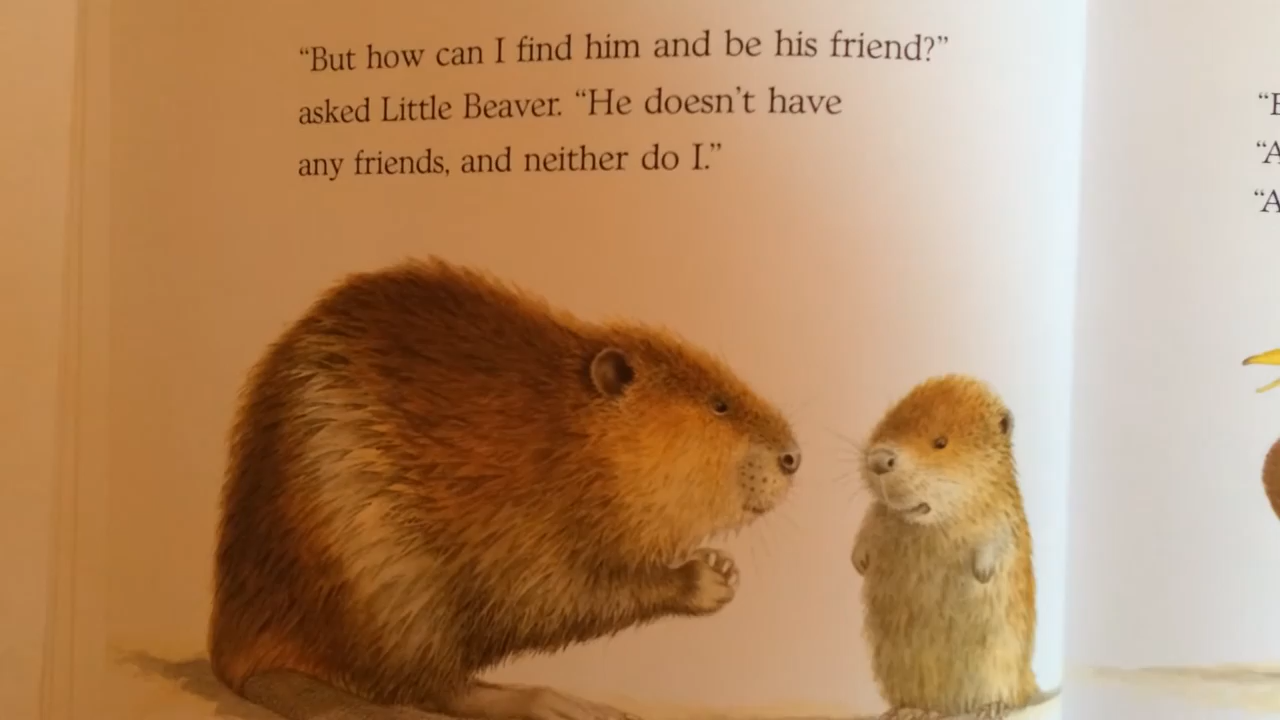 “But how can I find him and be his friend?”
asked Little Beaver. “He doesn’t have
any friends, and neither do I.”